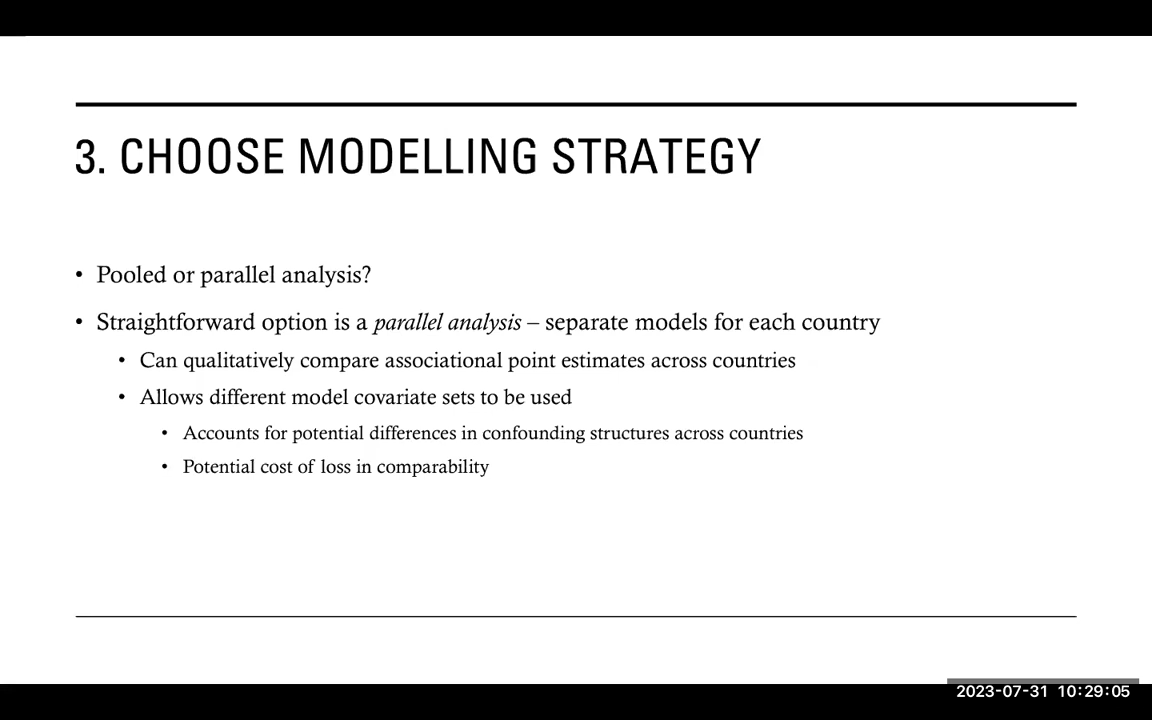 3. CHOOSE MODELLING STRATEGY
• Pooled or parallel analysis?
• Straightforward option is a parallel analysis – separate models for each country
• Can qualitatively compare associational point estimates across countries
• Allows different model covariate sets to be used
• Accounts for potential differences in confounding structures across countries
• Potential cost of loss in comparability
2023-07-31 10:29:05